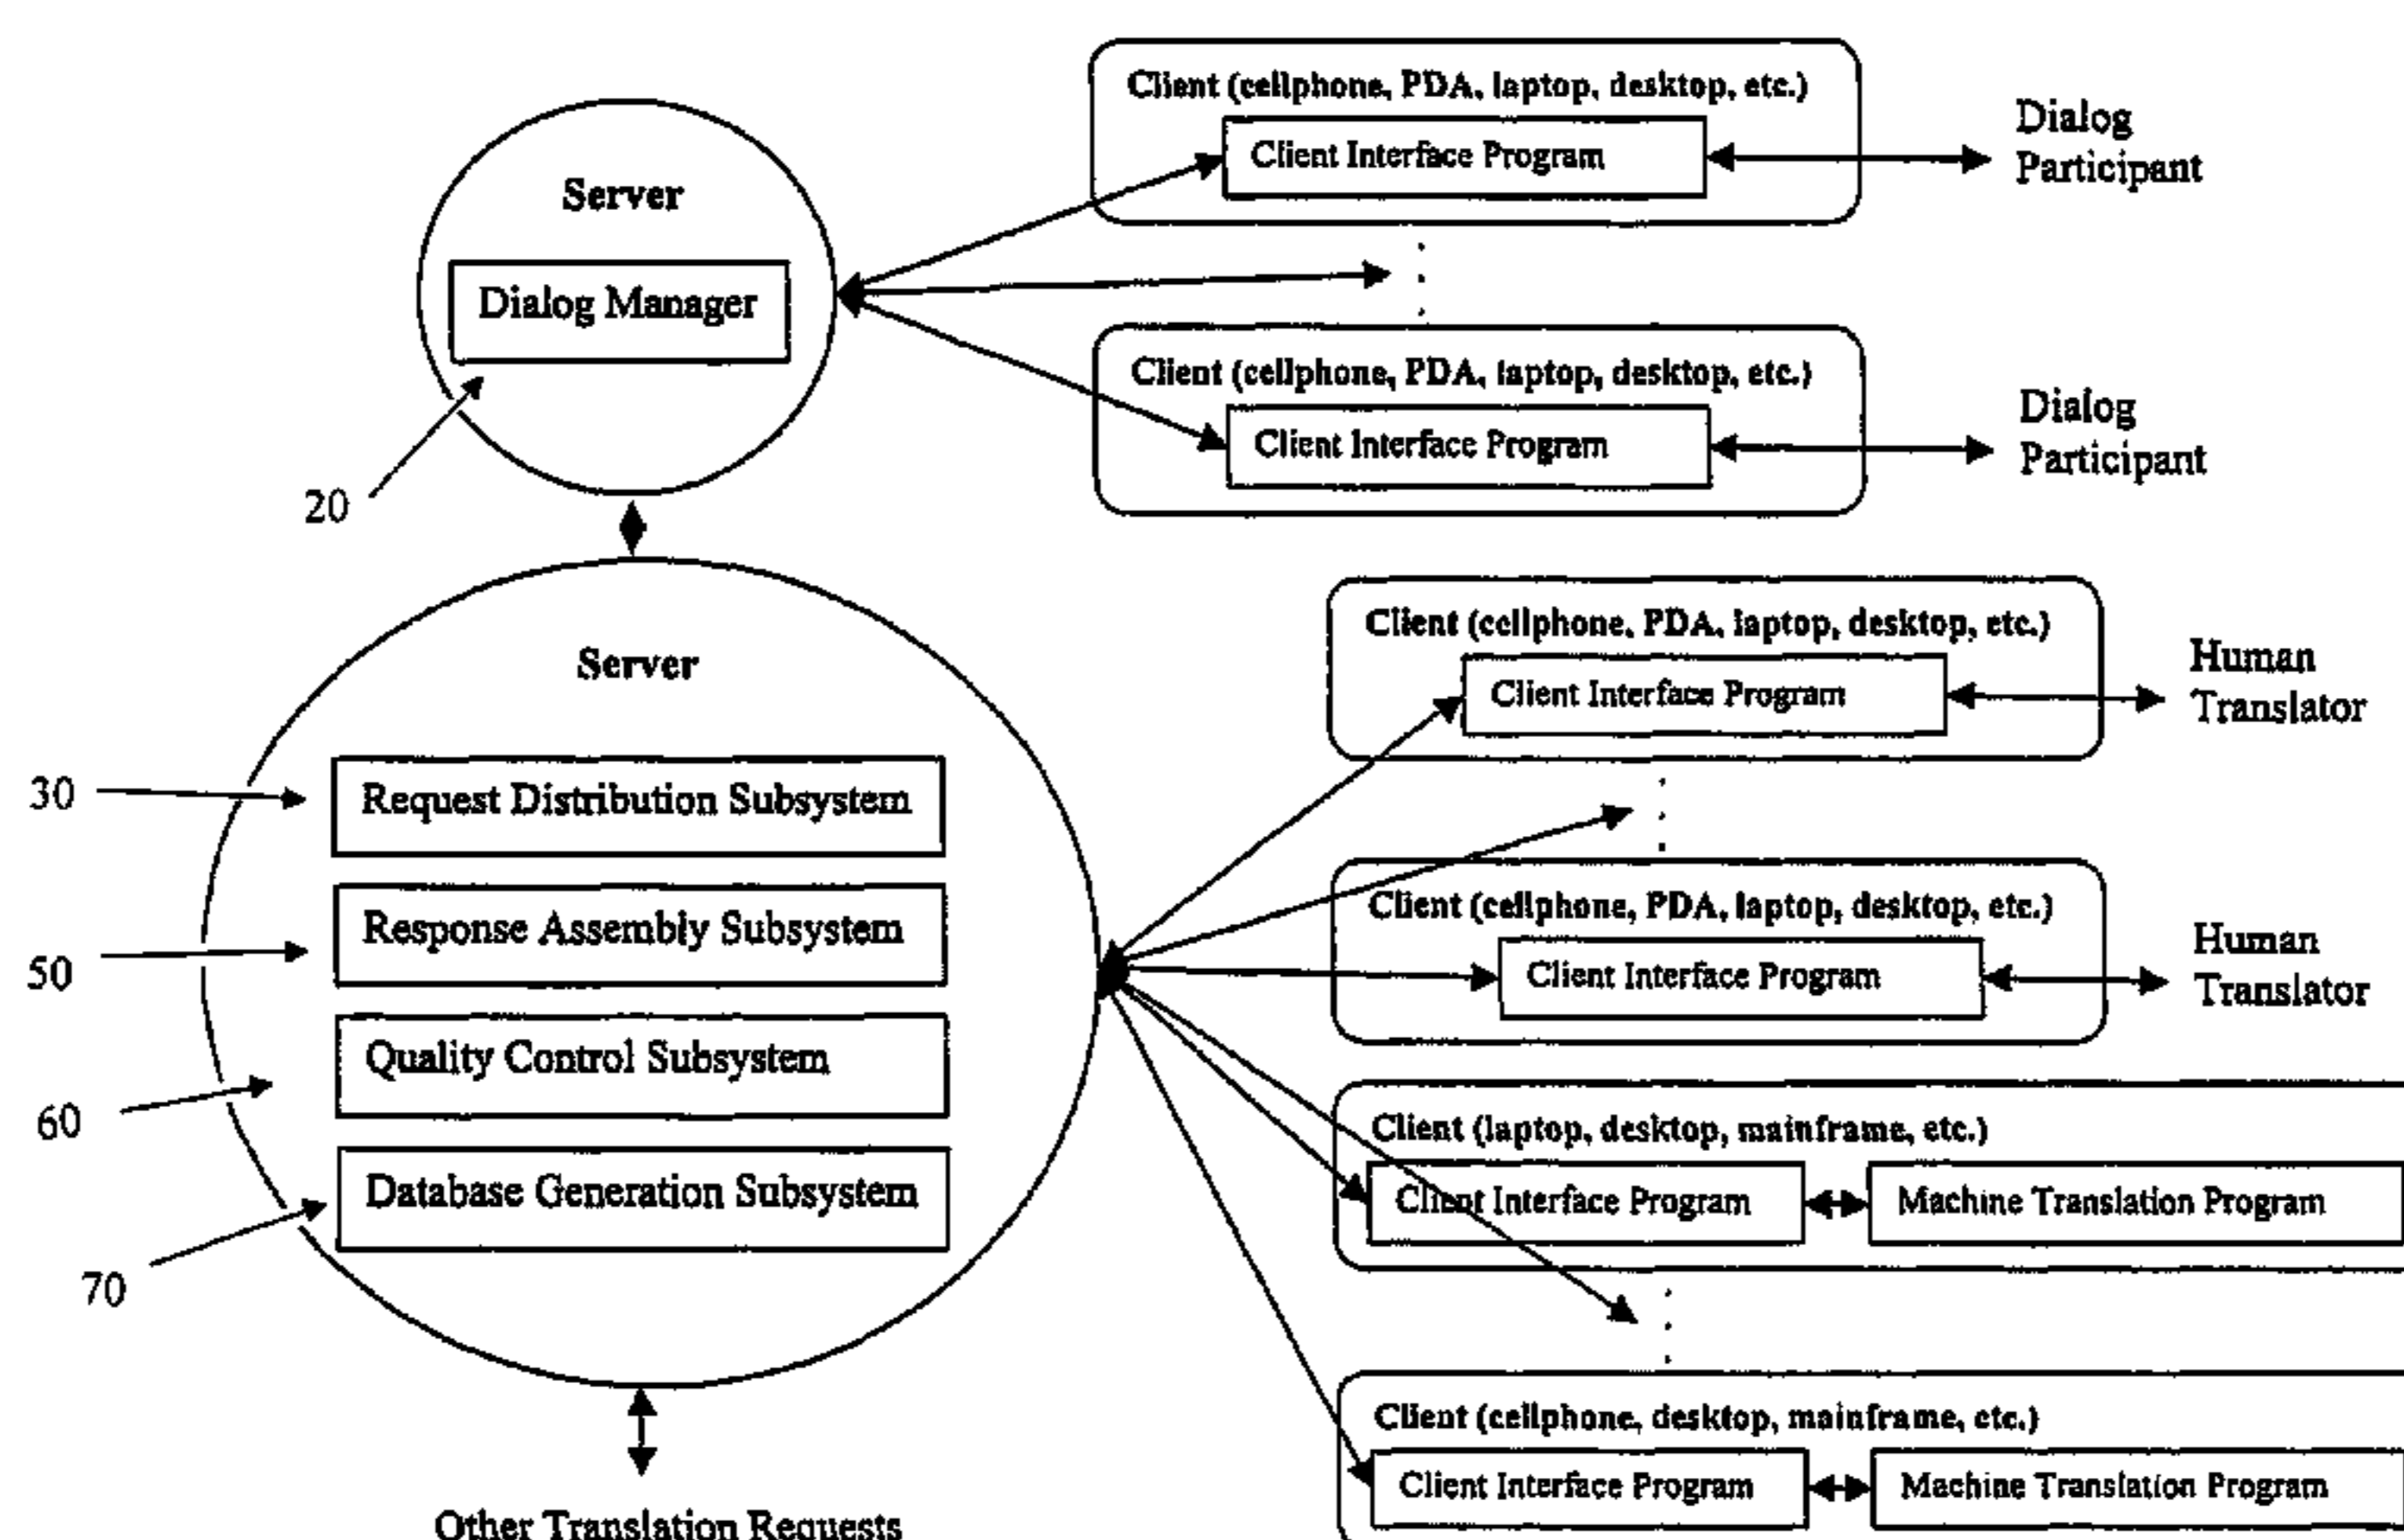 Client (cellphone, PDA, laptop, desktop, etc.)
Client Interface Program
Dialog
Participant
Server
Dialog Manager
20
Client (cellphone, PDA, laptop, desktop, etc.)
Client Interface Program
Dialog
Participant
Server
30
Request Distribution Subsystem
50
Response Assembly Subsystem
60
Quality Control Subsystem
70
Database Generation Subsystem
Client (cellphone, PDA, laptop, desktop, etc.)
Client Interface Program
Human
Translator
Client (cellphone, PDA, laptop, desktop, etc.)
Client Interface Program
Human
Translator
Client (laptop, desktop, mainframe, etc.)
Client Interface Program
Machine Translation Program
Client (cellphone, desktop, mainframe, etc.)
Client Interface Program
Machine Translation Program
Other Translation Requests